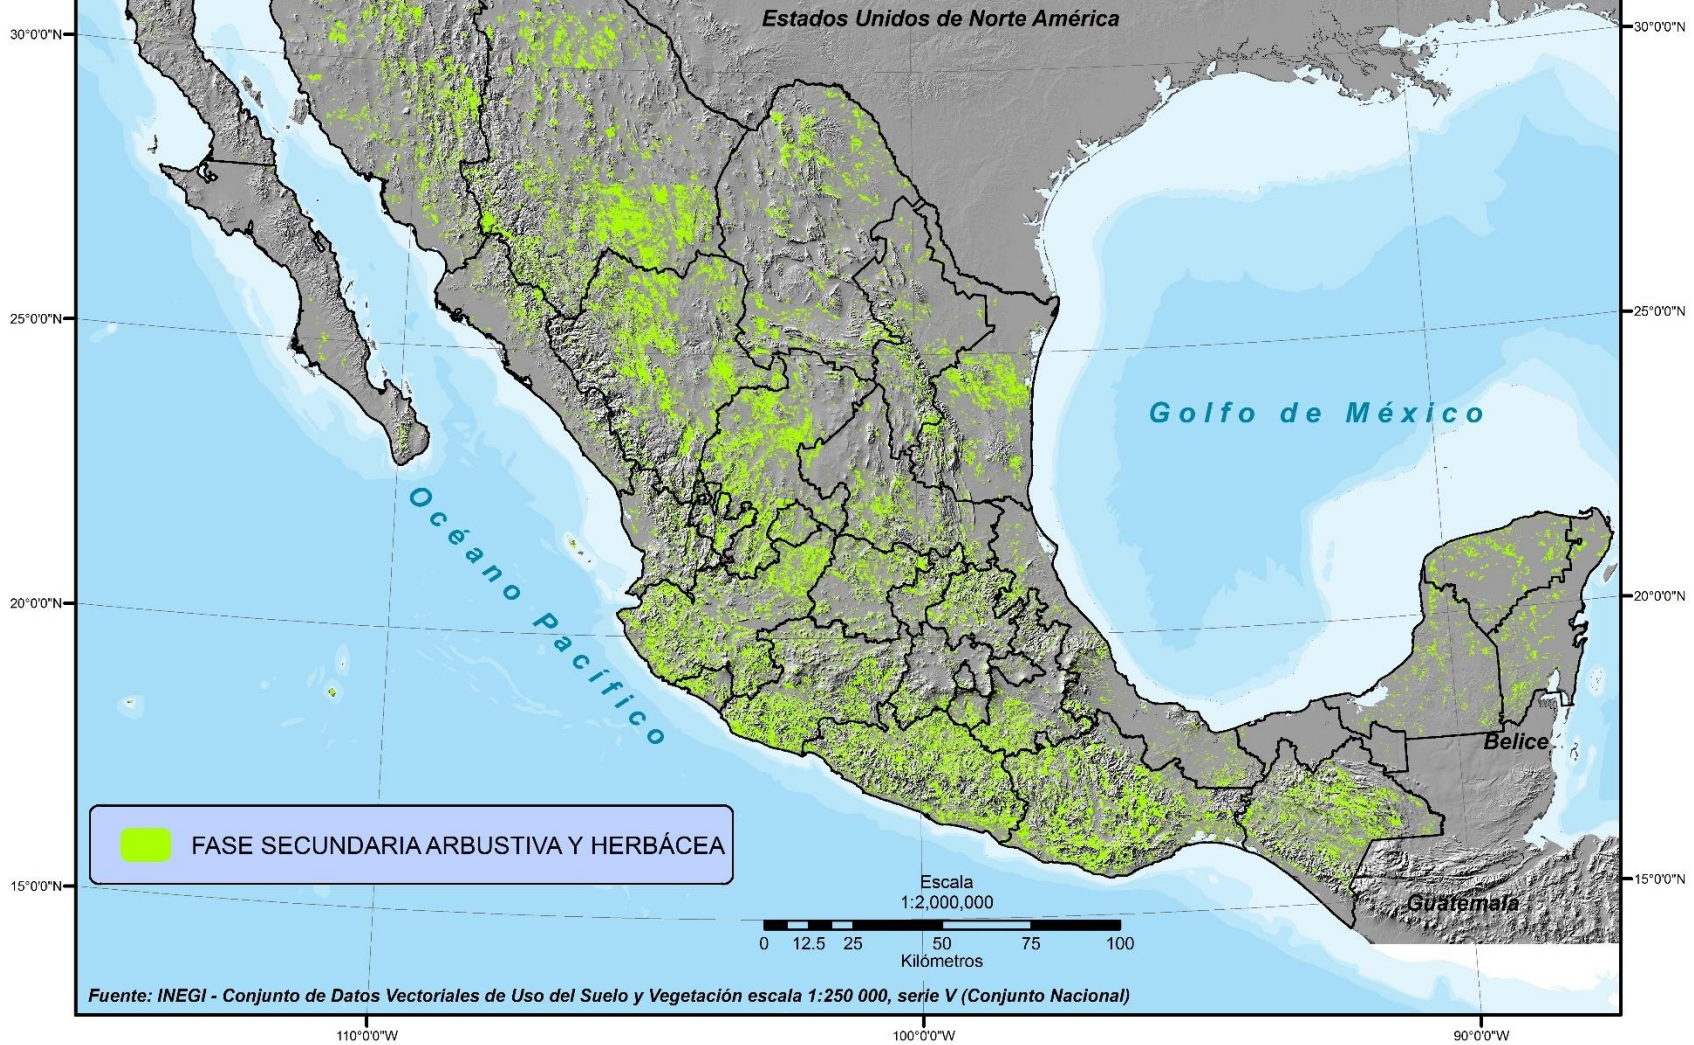 Estados Unidos de Norte América
30°0'0"N
30°0'0"N
25°0'0"N
25°0'0"N
Golfo de México
Océano Pacífico
20°0'0"N
20°0'0"N
Belice
FASE SECUNDARIA ARBUSTIVA Y HERBÁCEA
15°0'0"N
15°0'0"N
Escala
1:2,000,000
Guatemala
0 12.5 25 50 75 100
Kilómetros
Fuente: INEGI - Conjunto de Datos Vectoriales de Uso del Suelo y Vegetación escala 1:250 000, serie V (Conjunto Nacional)
110°0'0"W 100°0'0"W 90°0'0"W